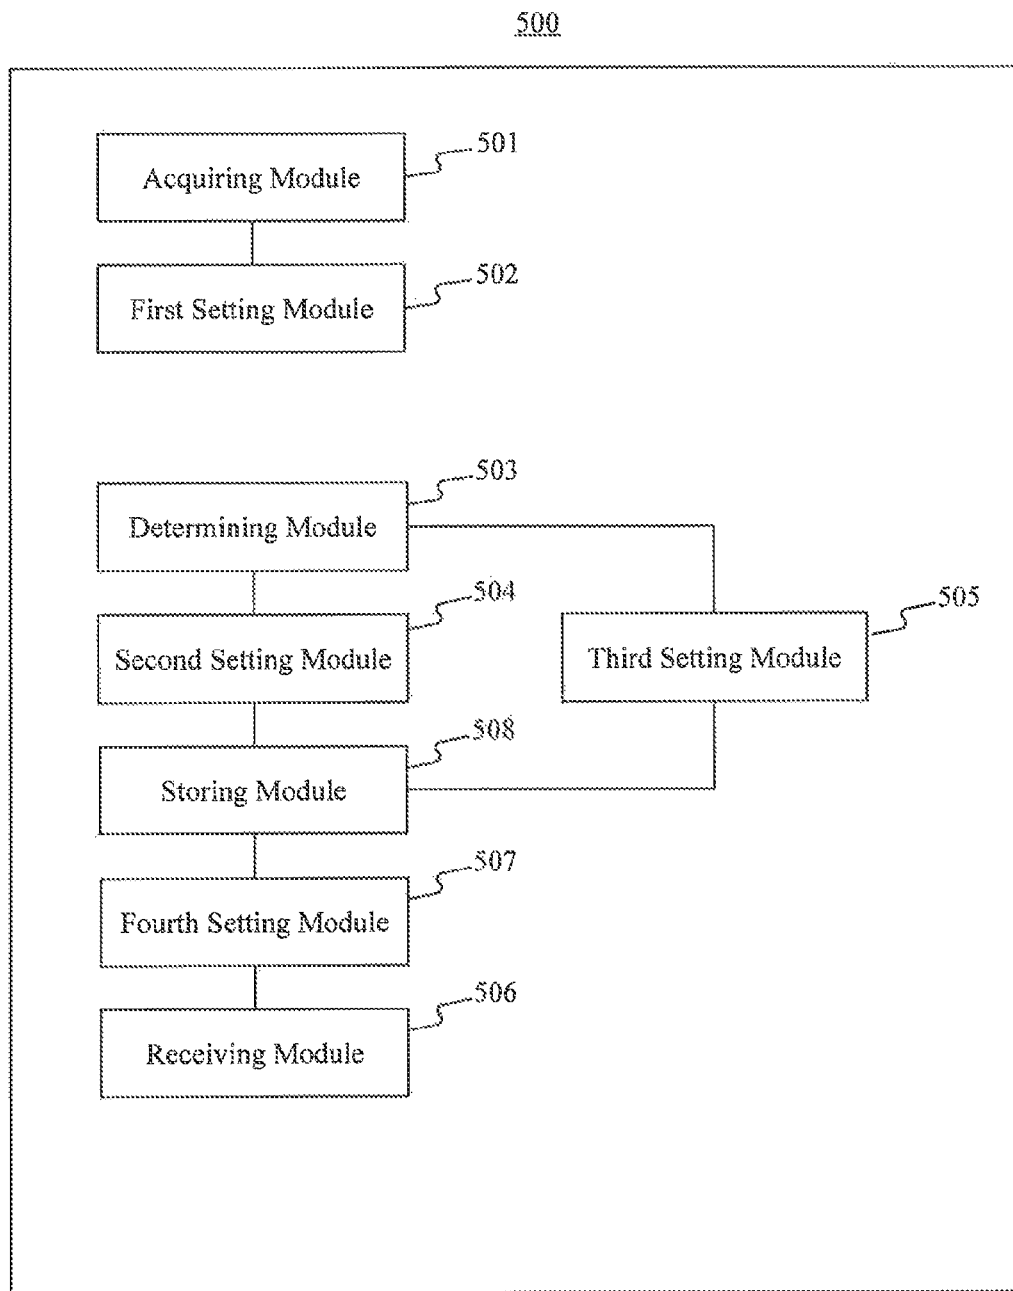 500
501
Acquiring Module
502
First Setting Module
503
Determining Module
504
505
Second Setting Module
Third Setting Module
508
Storing Module
507
Fourth Setting Module
506
Receiving Module